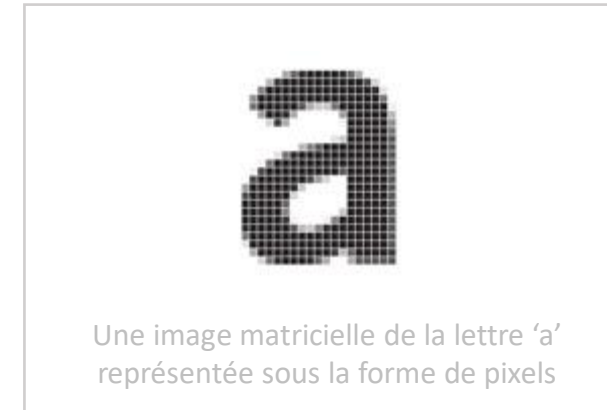 a
Une image matricielle de la lettre ‘a’
représentée sous la forme de pixels